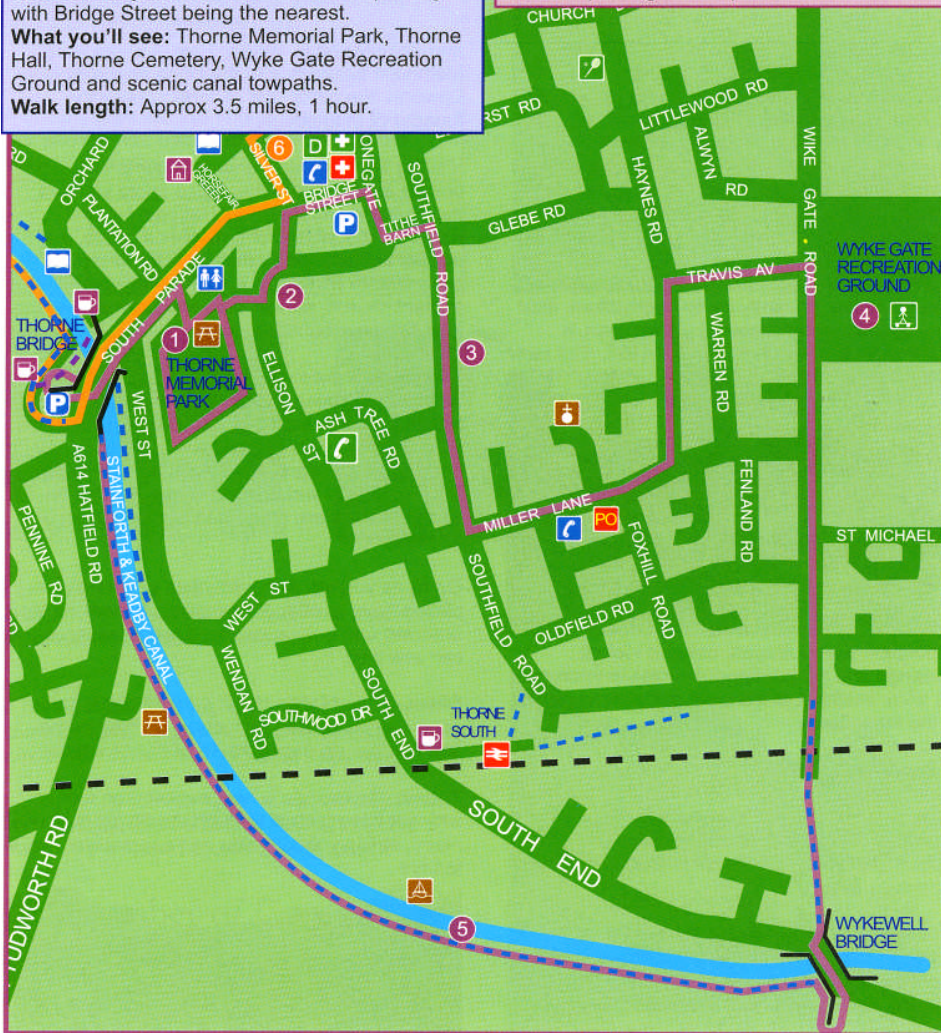 with Bridge Street being the nearest.
What you'll see: Thorne Memorial Park, Thorne
Hall, Thorne Cemetery, Wyke Gate Recreation
Ground and scenic canal towpaths.
Walk length: Approx 3.5 miles, 1 hour.
CHURCH
LITTLEWOOD RD
RST RD
ALWYN
RD
WIKE GATE ROAD
HAYNES RD
RD
ORCHARD
PLANTATION RD
HORSEFAIR
GREEN
SILVER ST
6
D
BRIDGE
STREET
P
ONEGATE
TITHE
BARN
SOUTHFIELD ROAD
GLEBE RD
TRAVIS AV
WYKE GATE
RECREATION
GROUND
4
THORNE
BRIDGE
SOUTH PARADE
P
1
2
3
THORNE
MEMORIAL
PARK
ELLISON ST
ASH TREE RD
WARREN RD
WEST ST
A614 HATFIELD RD
STAINFORTH & KEADBY CANAL
PENNINE RD
MILLER LANE
PO
FOXHILL ROAD
FENLAND RD
ST MICHAEL
WEST ST
SOUTHFIELD ROAD
OLDFIELD RD
WENDAN RD
SOUTHWOOD DR
SOUTH END
THORNE
SOUTH
SOUTH END
TUDWORTH RD
5
WYKEWELL
BRIDGE